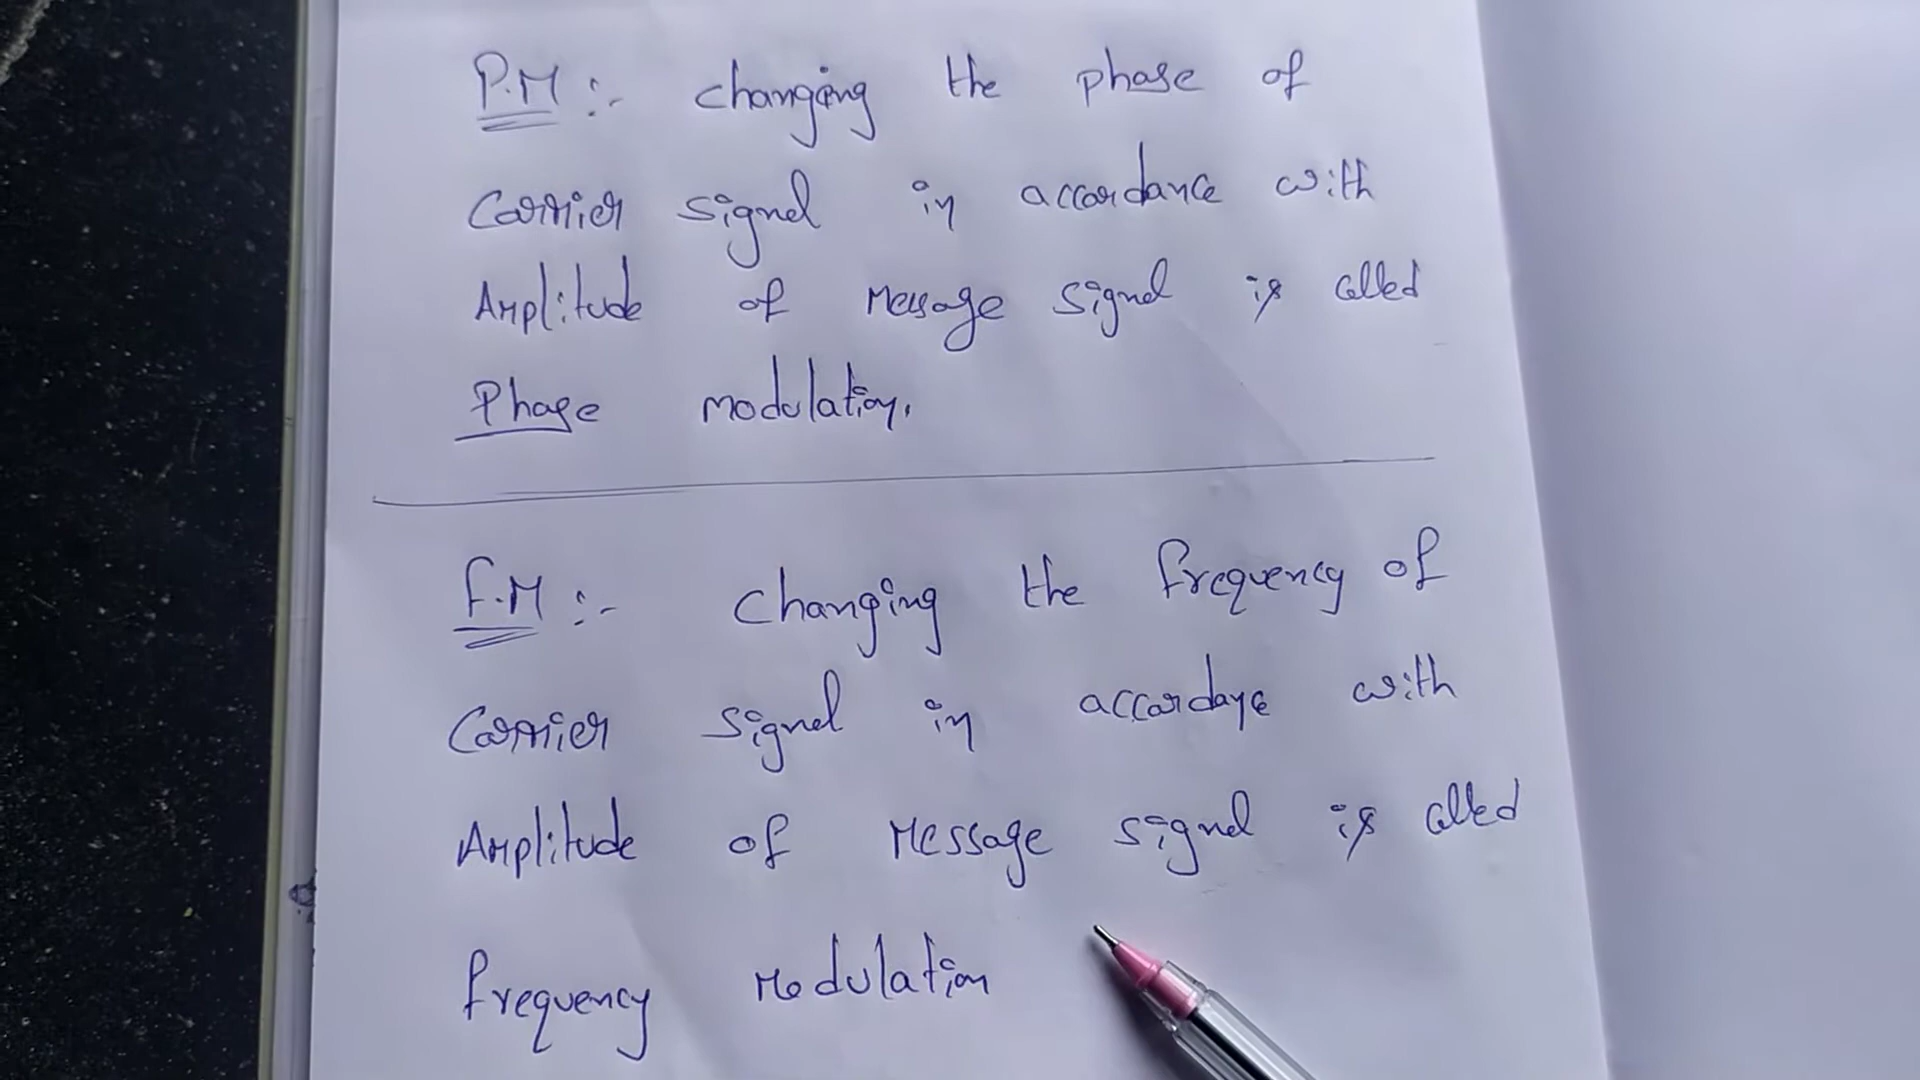 P.M :- changing the phase of
Carrier signal in accordance with
Amplitude of Message signal is called
Phase modulation.
F.M :- Changing the frequency of
Carrier signal in accordance with
Amplitude of Message signal is called
frequency Modulation